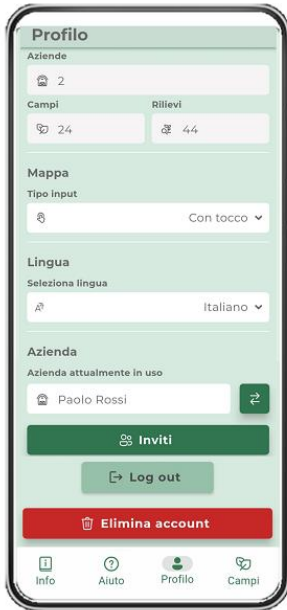 Profilo
Aziende
2
Campi Rilievi
24 44
Mappa
Tipo input
Con tocco
Lingua
Seleziona lingua
Italiano
Azienda
Azienda attualmente in uso
Paolo Rossi
Inviti
Log out
Elimina account
Info Aiuto Profilo Campi